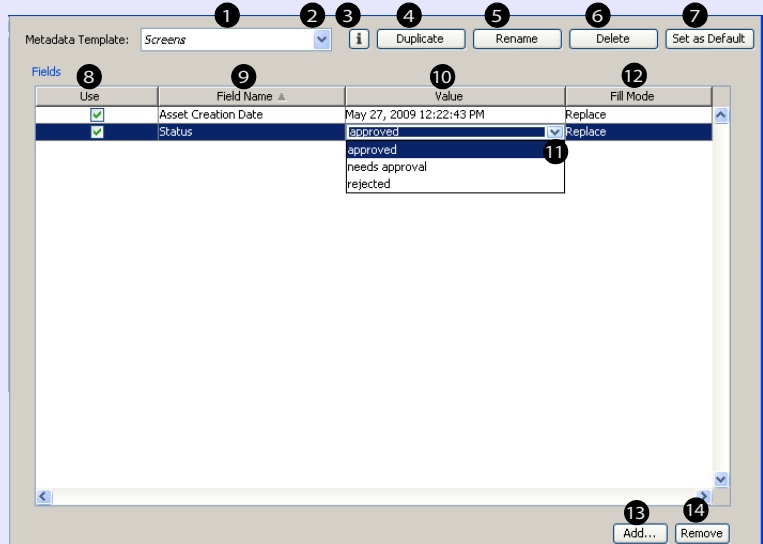 1 2 3 4 5 6 7
Metadata Template: Screens i Duplicate Rename Delete Set as Default
Fields
8 9 10 12
Use Field Name Value Fill Mode
Asset Creation Date May 27, 2009 12:22:43 PM Replace
Status approved Replace
approved 11
needs approval
rejected
13 14
Add... Remove